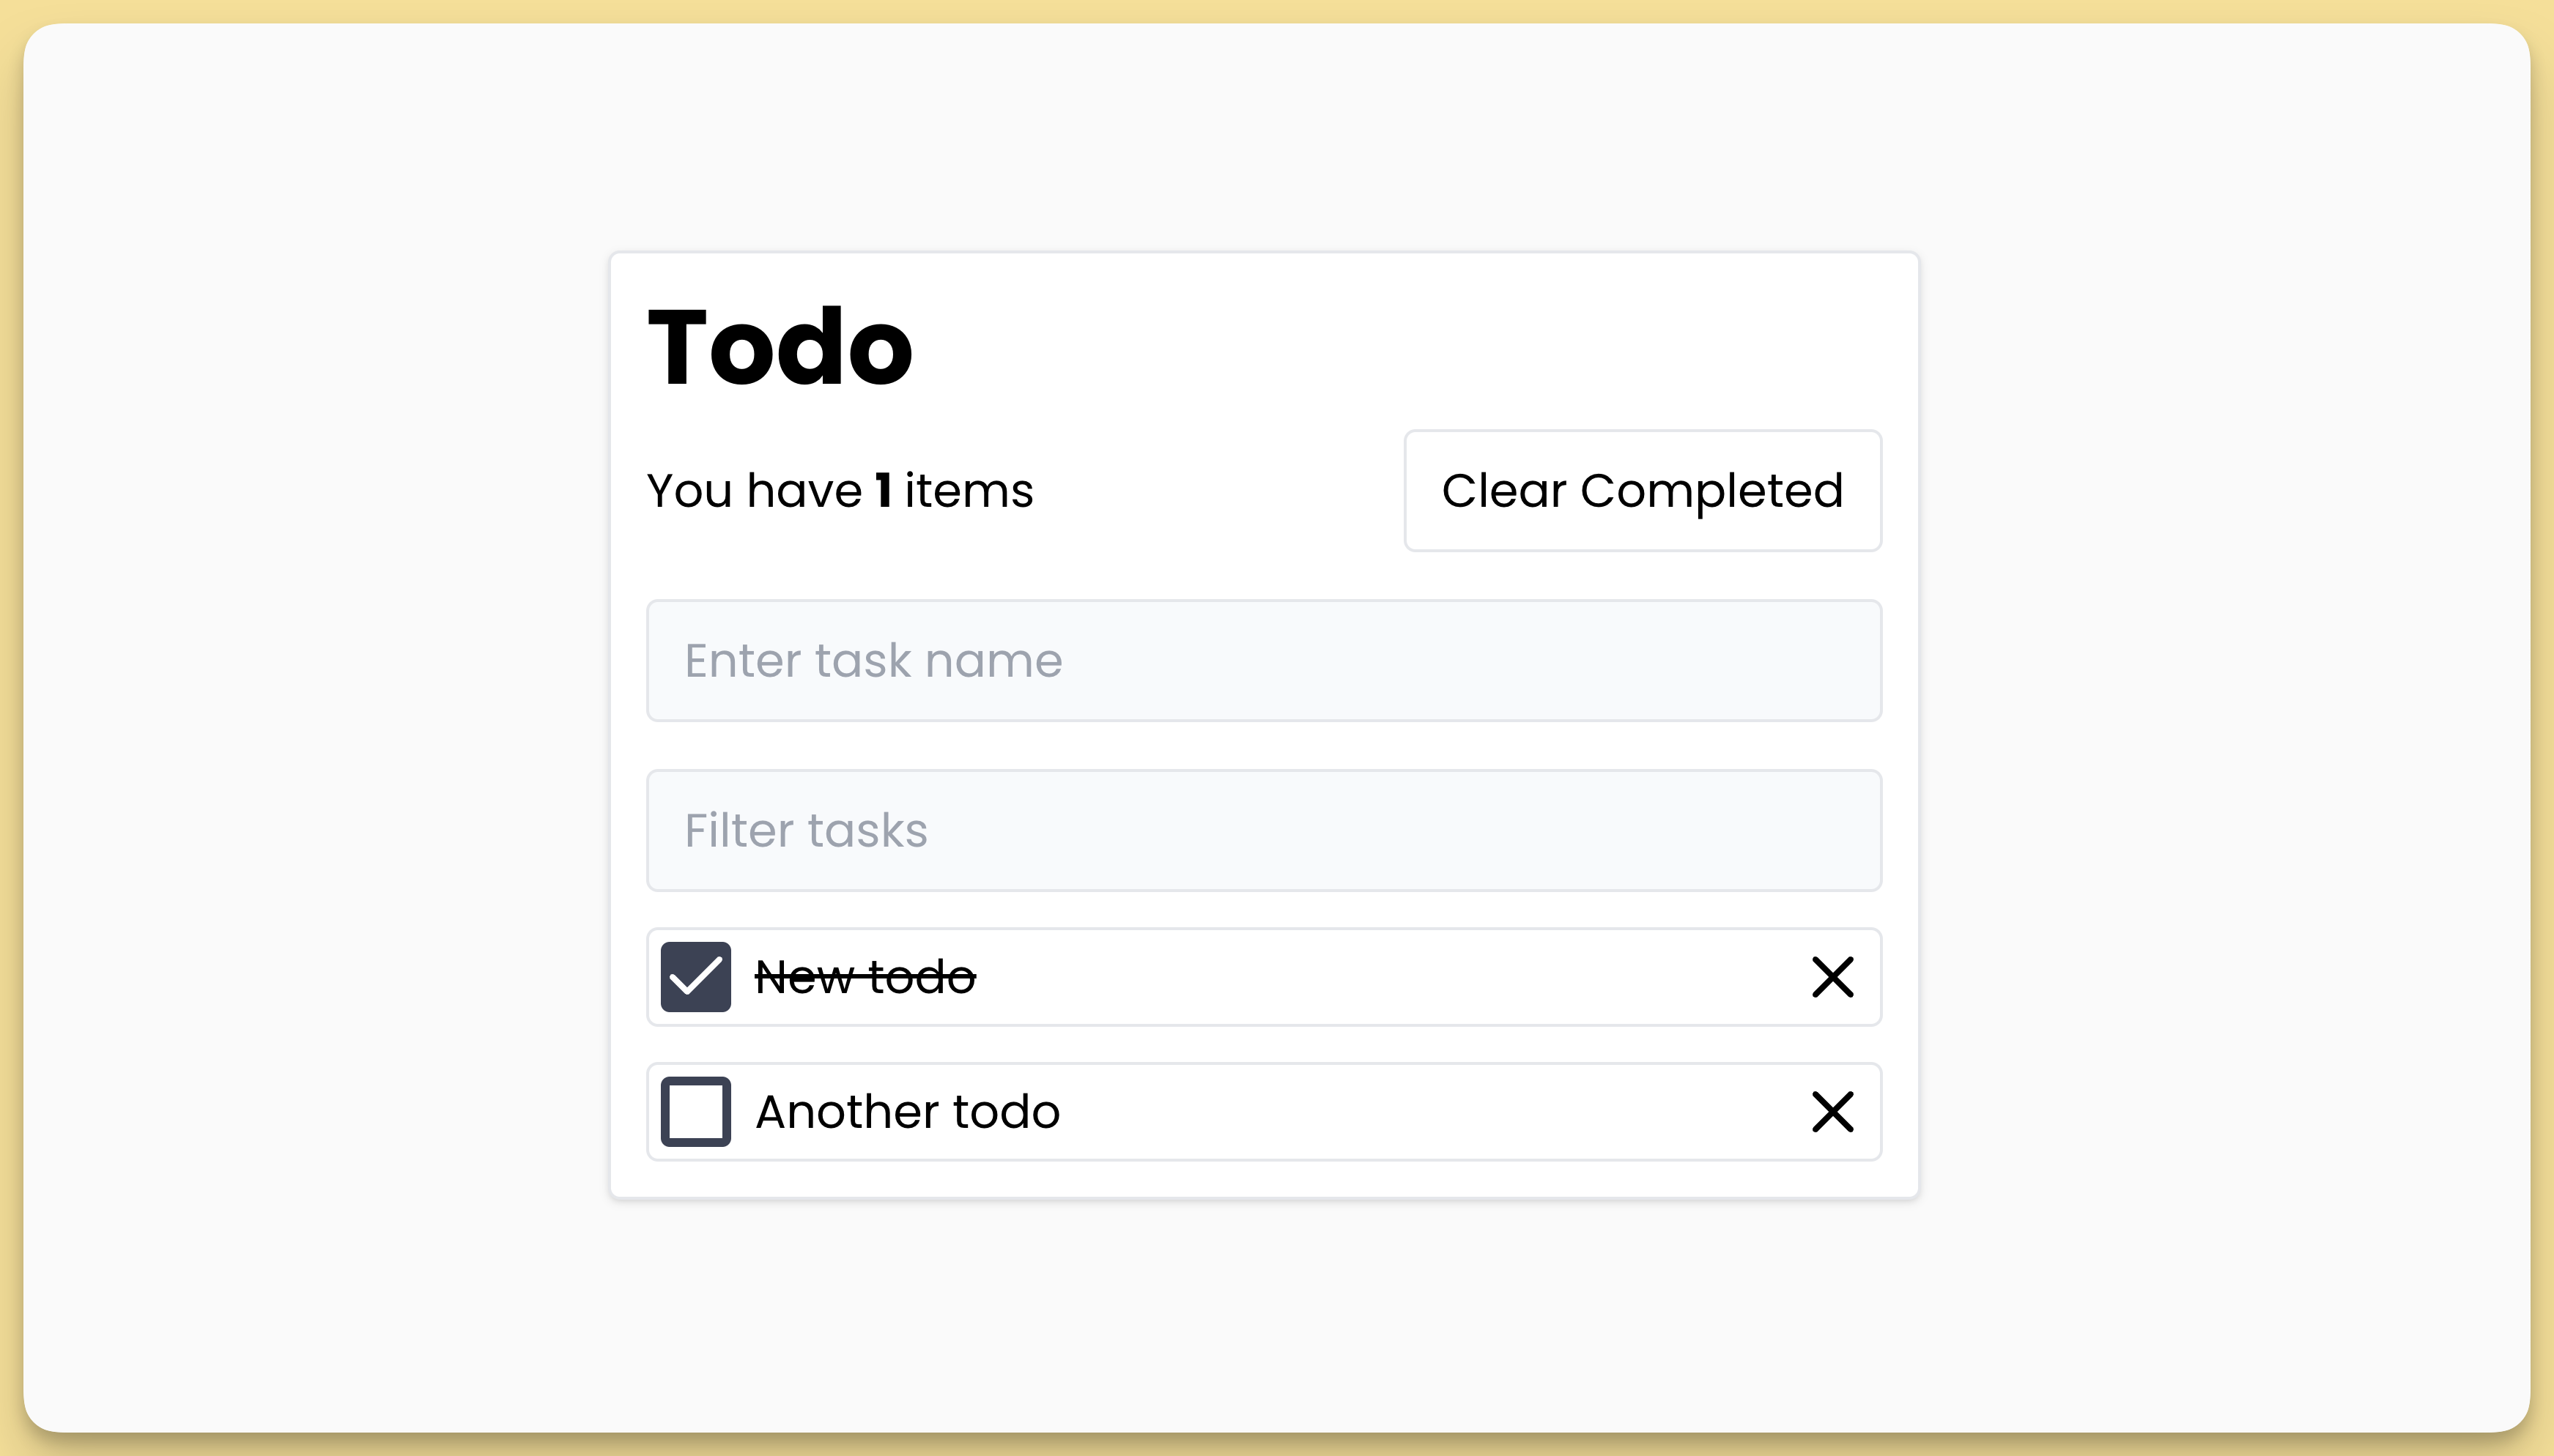 Todo
You have 1 items
Clear Completed
Enter task name
Filter tasks
New todo
Another todo